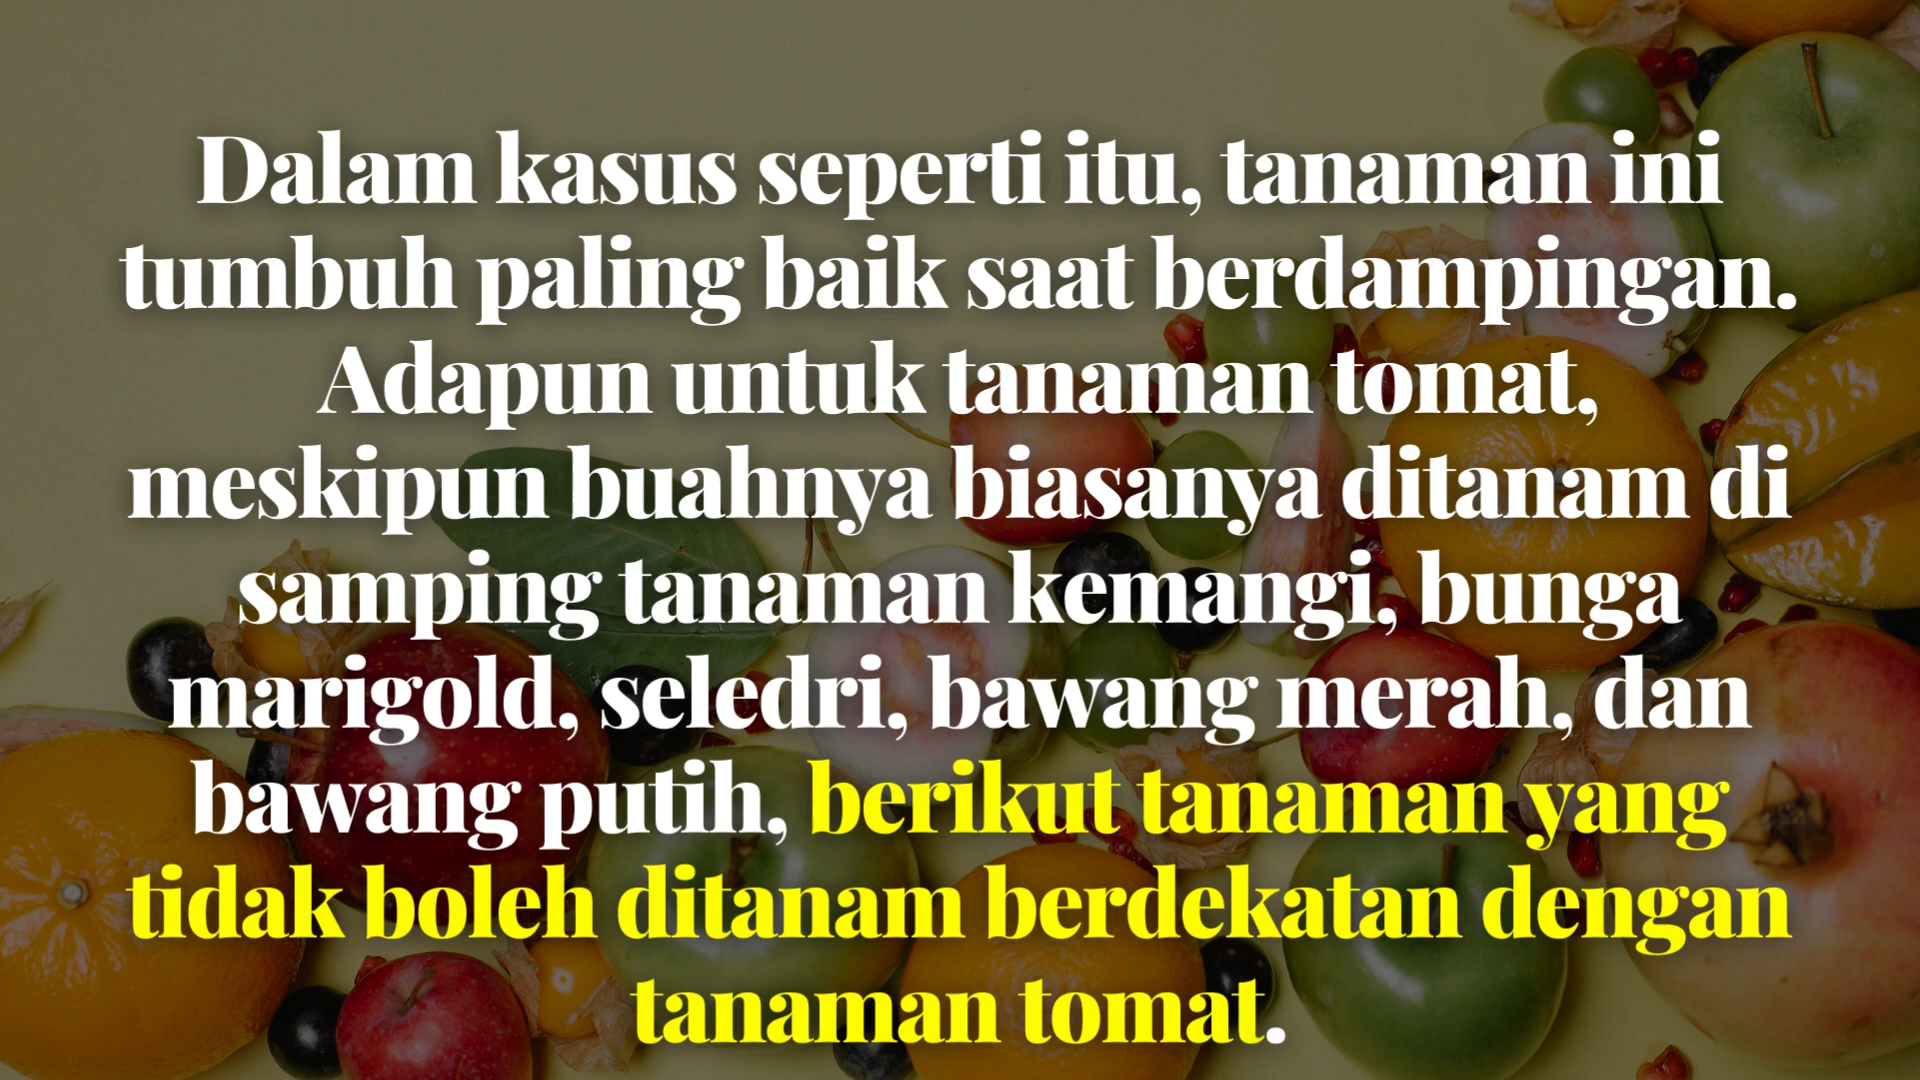 Dalam kasus seperti itu, tanaman ini
tumbuh paling baik saat berdampingan.
Adapun untuk tanaman tomat,
meskipun buahnya biasanya ditanam di
samping tanaman kemangi, bunga
marigold, seledri, bawang merah, dan
bawang putih, berikut tanaman yang
tidak boleh ditanam berdekatan dengan
tanaman tomat.